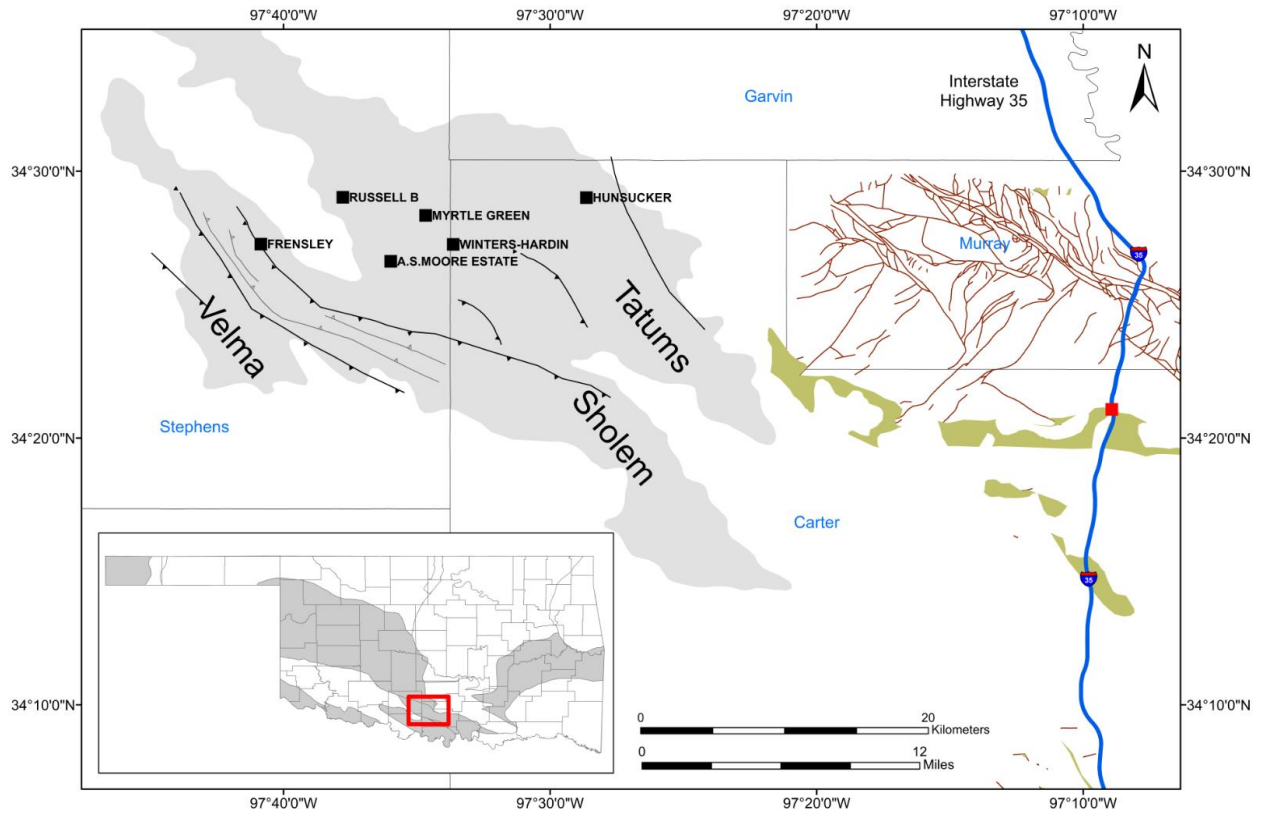 97°40'0"W 97°30'0"W 97°20'0"W 97°10'0"W
N
Interstate
Highway 35
Garvin
34°30'0"N 34°30'0"N
RUSSELL B
HUNSUCKER
MYRTLE GREEN
FRENSLEY
WINTERS-HARDIN
Murray
35
A.S.MOORE ESTATE
Velma
Tatums
Sholem
Stephens
34°20'0"N 34°20'0"N
Carter
35
34°10'0"N 34°10'0"N
0 20
Kilometers
0 12
Miles
97°40'0"W 97°30'0"W 97°20'0"W 97°10'0"W